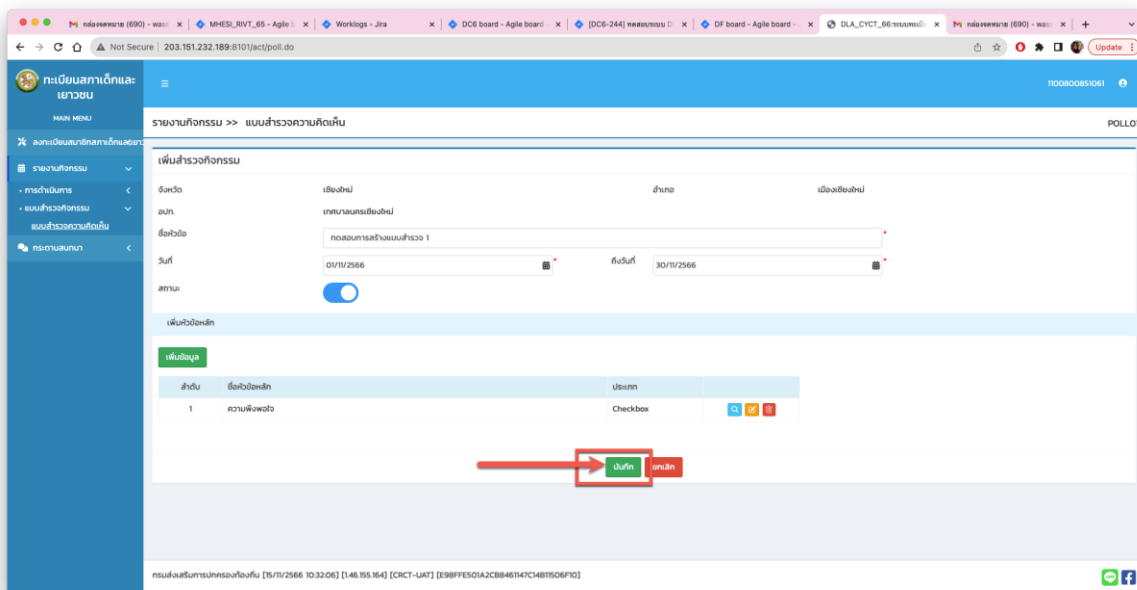 กล่องจดหมาย (690) - wass
MHESI_RIVT_65 - Agile b
Worklogs - Jira
DC6 board - Agile board -
[DC6-244] ทดสอบระบบ D
DF board - Agile board -
DLA_CYCT_66:ระบบทะเบี
กล่องจดหมาย (690) - wass
Not Secure | 203.151.232.189:8101/act/poll.do
Update
ทะเบียนสภาเด็กและ
เยาวชน
1100800851061
MAIN MENU
รายงานกิจกรรม >> แบบสำรวจความคิดเห็น
POLL01
ลงทะเบียนสมาชิกสภาเด็กและเยาว
เพิ่มสำรวจกิจกรรม
รายงานกิจกรรม
การดำเนินการ
จังหวัด เชียงใหม่ อำเภอ เมืองเชียงใหม่
แบบสำรวจกิจกรรม
อปท. เทศบาลนครเชียงใหม่
แบบสำรวจความคิดเห็น
ชื่อหัวข้อ ทดสอบการสร้างแบบสำรวจ 1 *
กระดานสนทนา
วันที่ 01/11/2566 * ถึงวันที่ 30/11/2566 *
สถานะ
เพิ่มหัวข้อหลัก
เพิ่มข้อมูล
ลำดับ ชื่อหัวข้อหลัก ประเภท
1 ความพึงพอใจ Checkbox
บันทึก ยกเลิก
กรมส่งเสริมการปกครองท้องถิ่น [15/11/2566 10:32:06] [1.46.155.164] [CRCT-UAT] [E98FFE501A2CBB461147C14B11506F10]